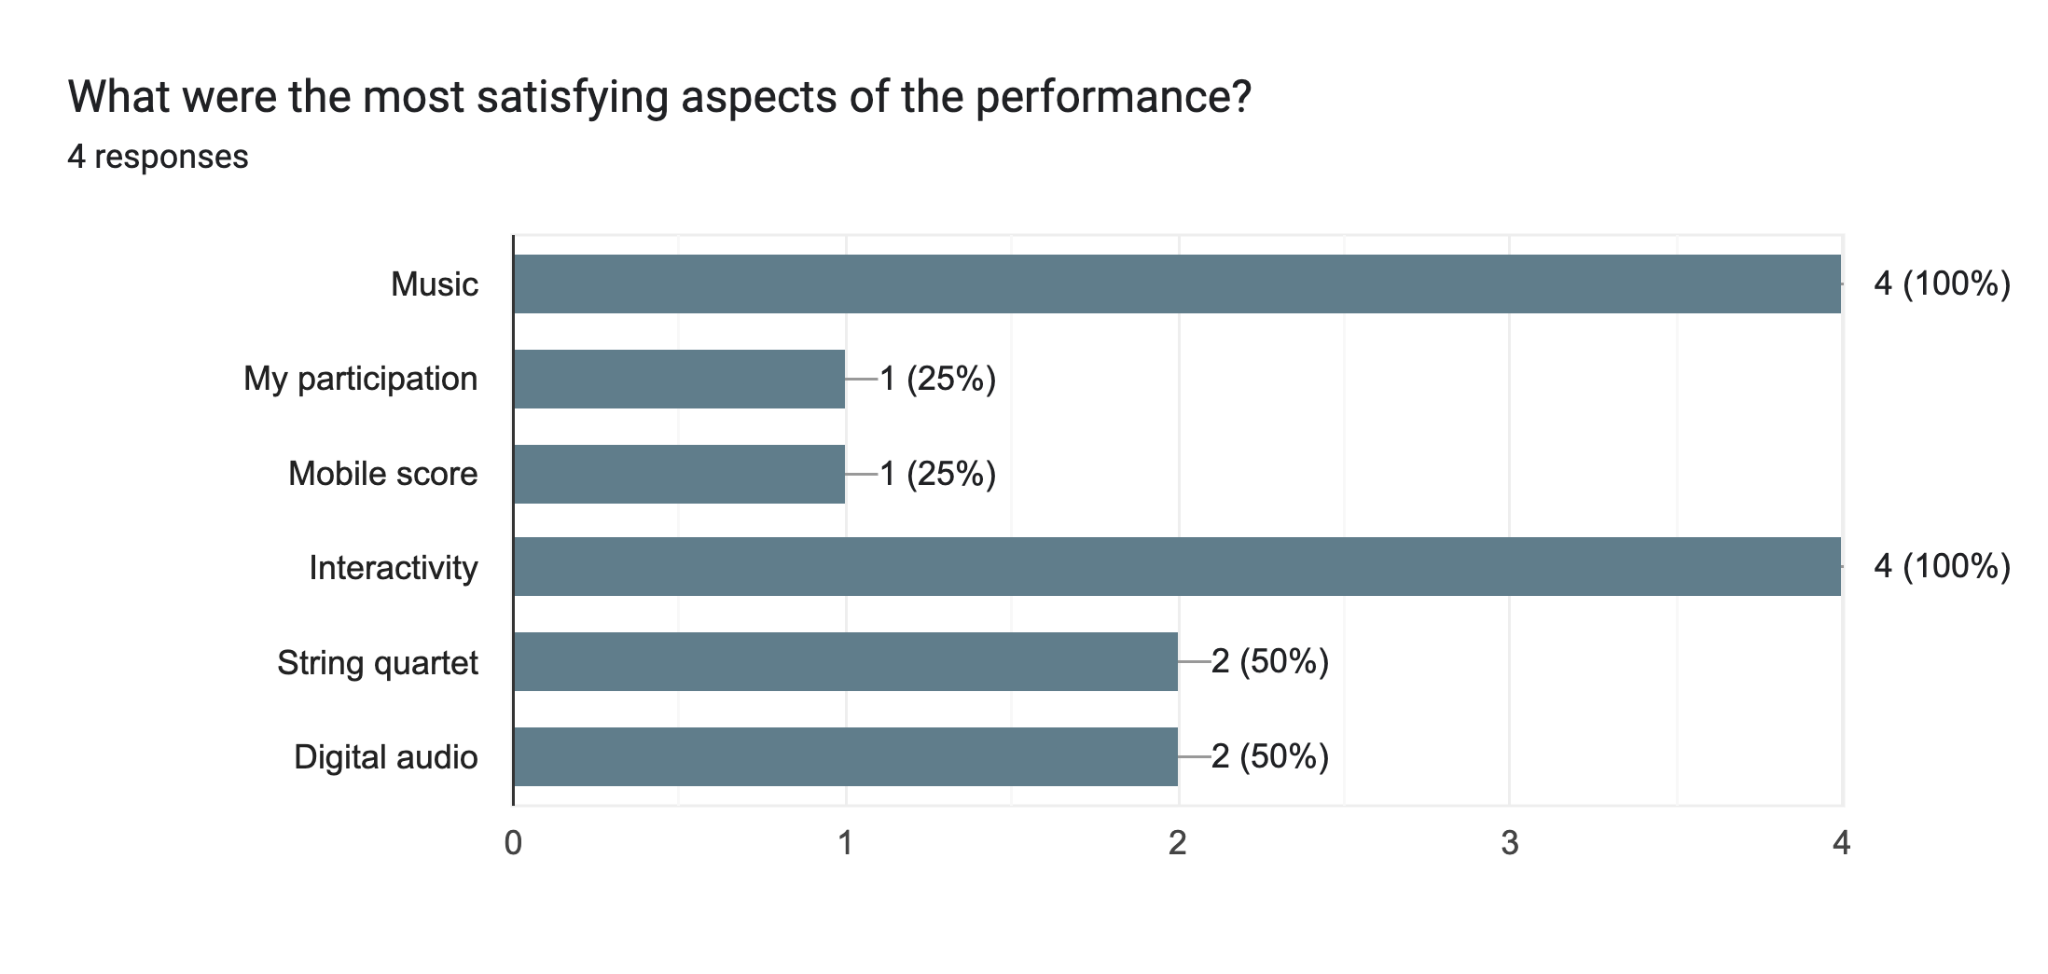 What were the most satisfying aspects of the performance?
4 responses
Music
4 (100%)
My participation
1 (25%)
Mobile score
1 (25%)
Interactivity
4 (100%)
String quartet
2 (50%)
Digital audio
2 (50%)
0 1 2 3 4